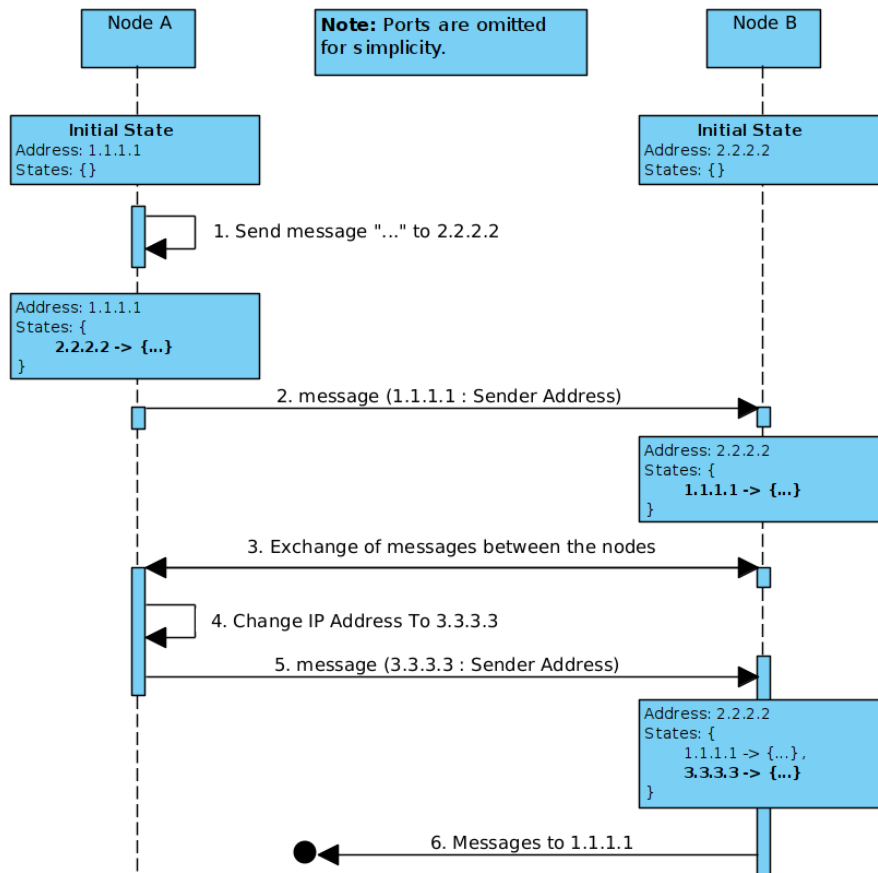 Node A
Note: Ports are omitted
for simplicity.
Node B
Initial State
Address: 1.1.1.1
States: {}
Initial State
Address: 2.2.2.2
States: {}
1. Send message "..." to 2.2.2.2
Address: 1.1.1.1
States: {
2.2.2.2 -> {...}
}
2. message (1.1.1.1 : Sender Address)
Address: 2.2.2.2
States: {
1.1.1.1 -> {...}
}
3. Exchange of messages between the nodes
4. Change IP Address To 3.3.3.3
5. message (3.3.3.3 : Sender Address)
Address: 2.2.2.2
States: {
1.1.1.1 -> {...},
3.3.3.3 -> {...}
}
6. Messages to 1.1.1.1